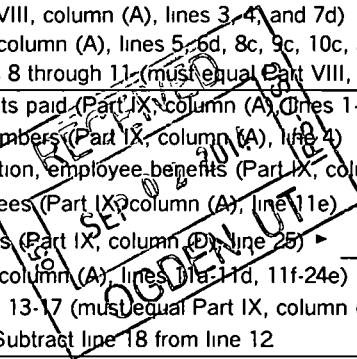 VIII, column (A), lines 3, 4, and 7d)
column (A), lines 5, 6d, 8c, 9c, 10c,
8 through 11 (must equal Part VIII,
ts paid (Part IX, column (A), lines 1-
mbers (Part IX, column (A), line 4)
tion, employee benefits (Part IX, colu
ees (Part IX, column (A), line 11e)
s (Part IX, column (D), line 25) ►
column (A), lines 11a-11d, 11f-24e)
13-17 (must equal Part IX, column
Subtract line 18 from line 12
RECEIVED
SEP 02
OGDEN, UT